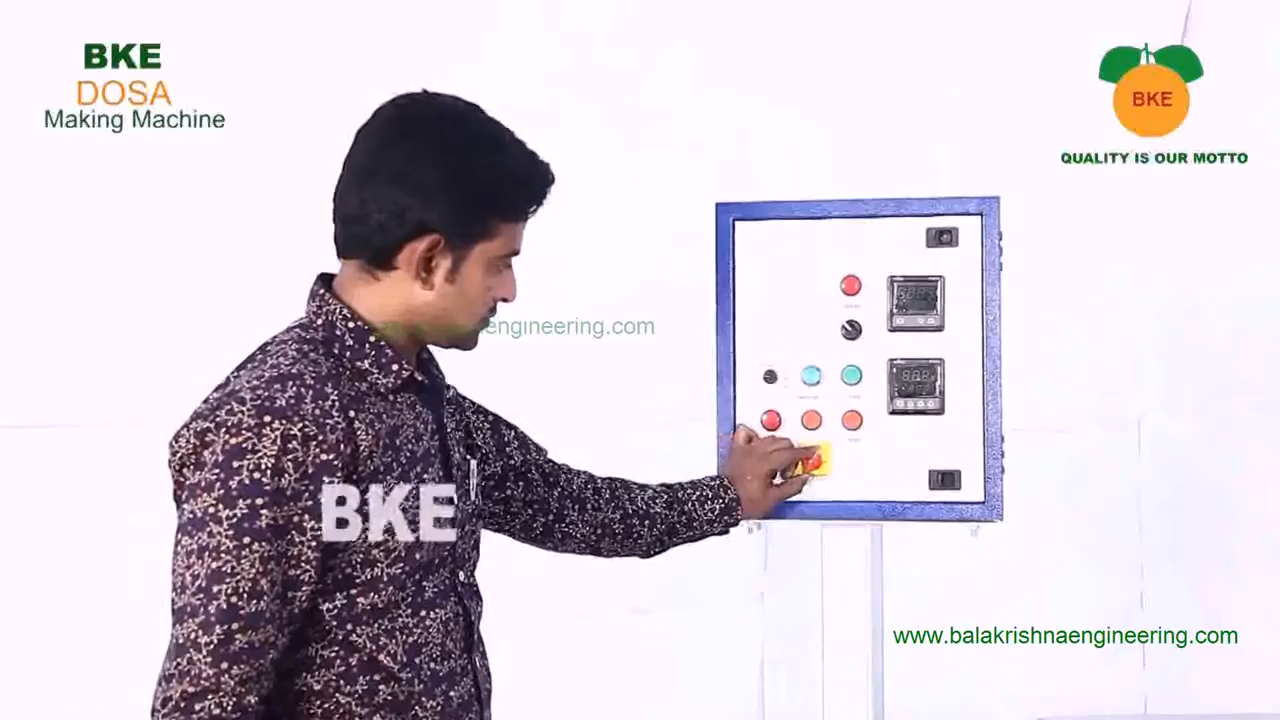 BKE
DOSA
Making Machine
BKE
QUALITY IS OUR MOTTO
engineering.com
BKE
www.balakrishnaengineering.com